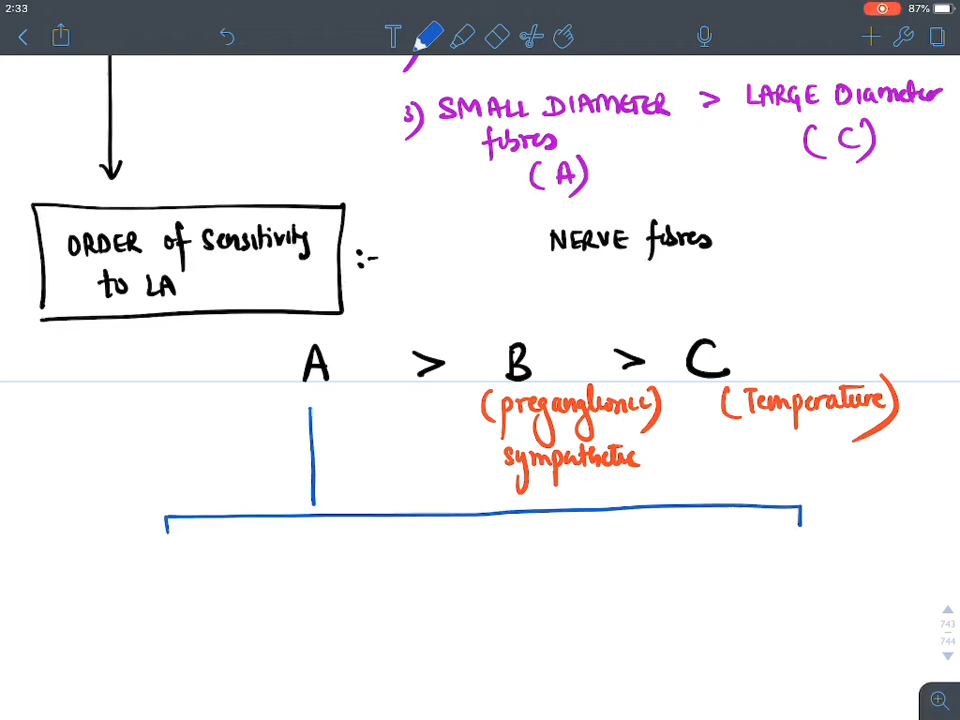 2:33
87%
T
3) SMALL DIAMETER > LARGE Diameter
fibres (C)
(A)
ORDER of Sensitivity :- NERVE fibres
to LA
A > B > C
(preganglionic) (Temperature)
sympathetic
743
744